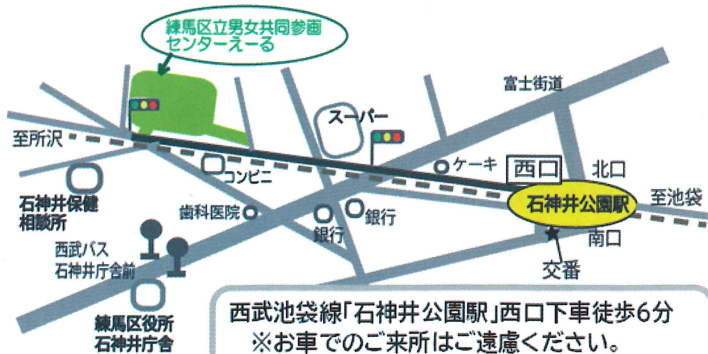 練馬区立男女共同参画
センターえーる
富士街道
至所沢
スーパー
コンビニ
ケーキ
西口
北口
石神井公園駅
至池袋
石神井保健
相談所
歯科医院
銀行
銀行
南口
交番
西武バス
石神井庁舎前
練馬区役所
石神井庁舎
西武池袋線「石神井公園駅」西口下車徒歩6分
※お車でのご来所はご遠慮ください。